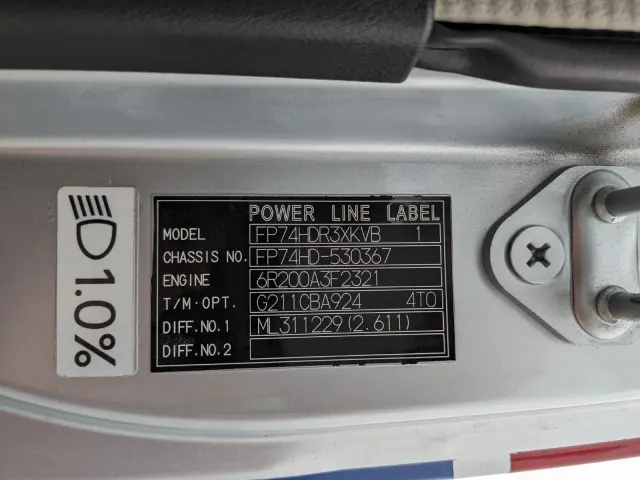 POWER LINE LABEL
MODEL FP74HDR3XKVB 1
CHASSIS NO. FP74HD-530367
ENGINE 6R200A3F2321
T/M·OPT. G211CBA924 4T0
DIFF.NO.1 ML311229(2.611)
DIFF.NO.2
1.0%